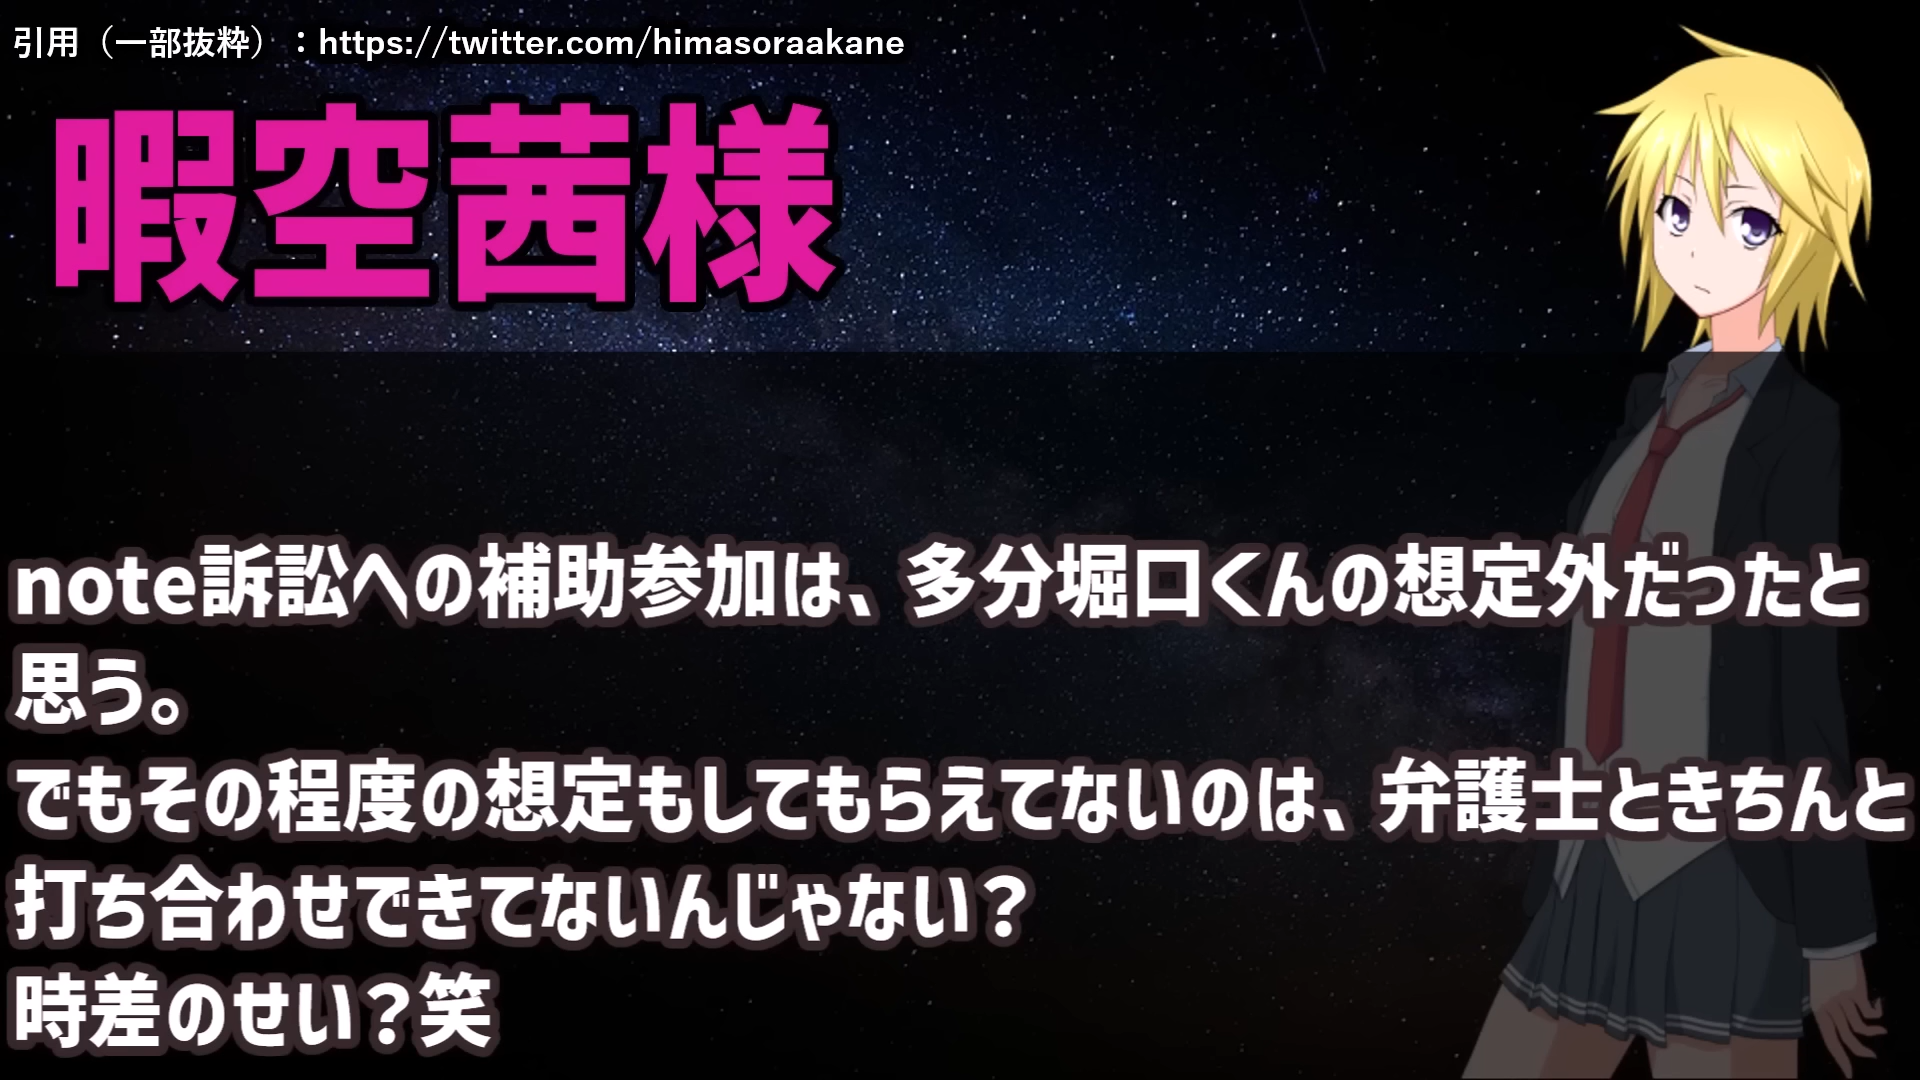 引用（一部抜粋）：https://twitter.com/himasoraakane
暇空茜様
note訴訟への補助参加は、多分堀口くんの想定外だったと
思う。
でもその程度の想定もしてもらえてないのは、弁護士ときちんと
打ち合わせできてないんじゃない？
時差のせい？笑